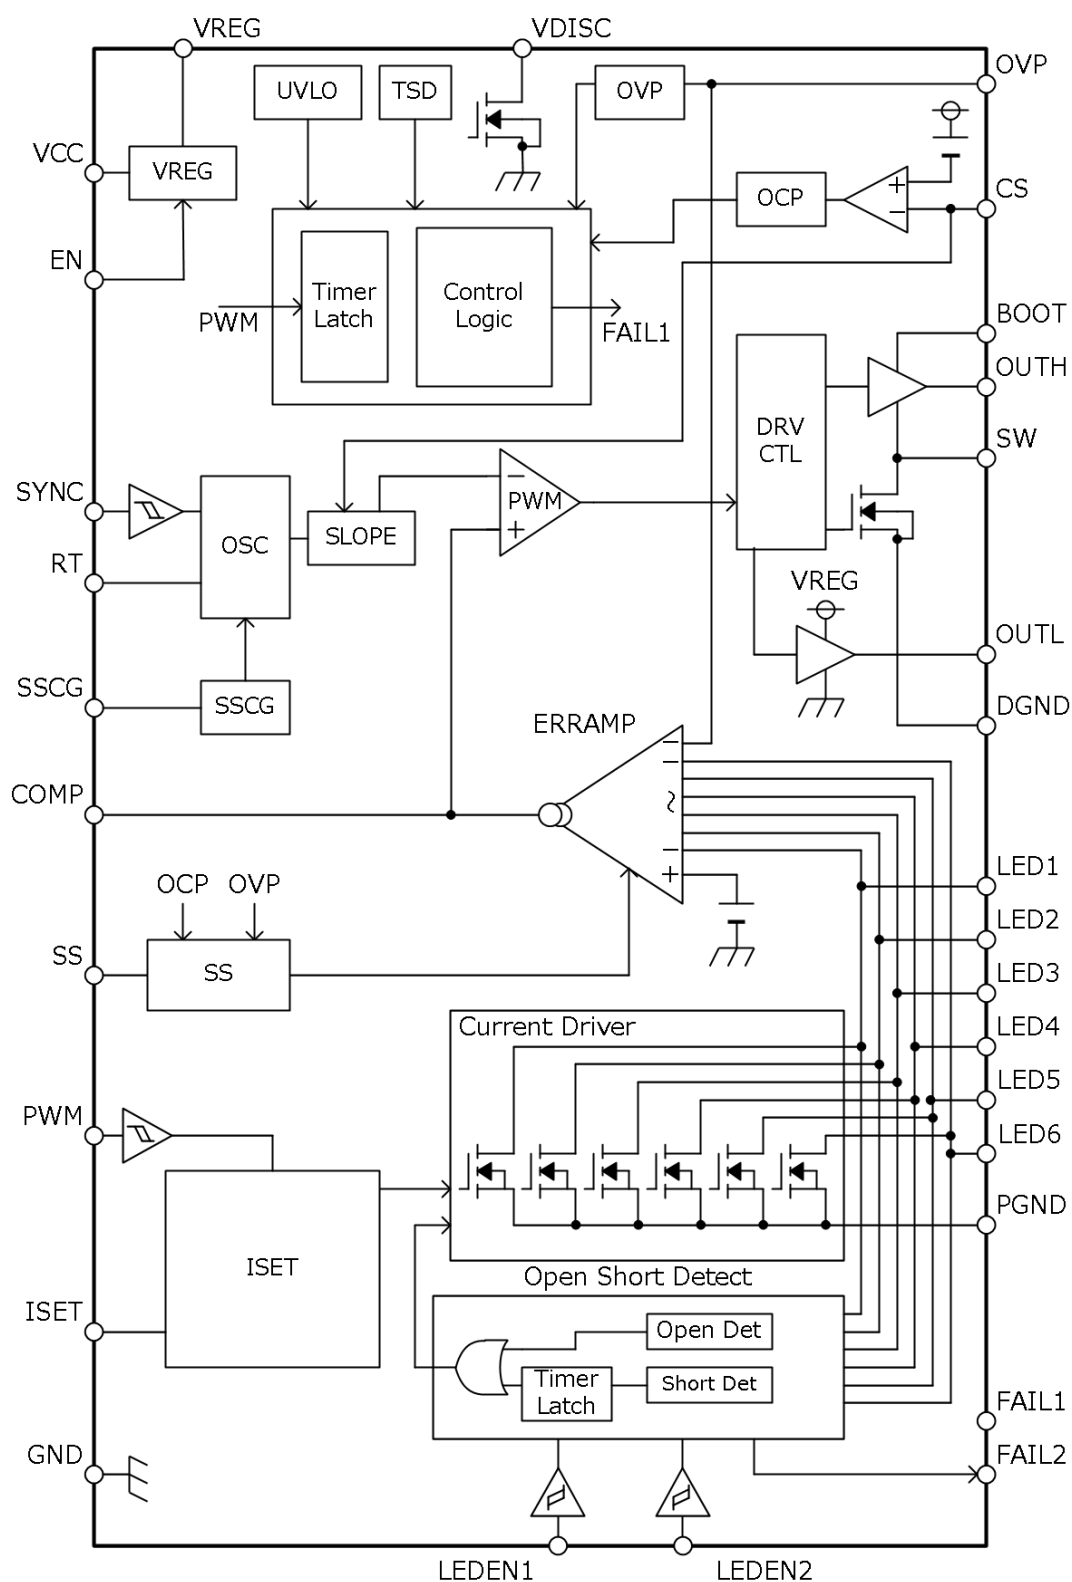 VREG
VDISC
OVP
UVLO
TSD
OVP
VCC
VREG
CS
OCP
+
−
EN
Timer
Latch
Control
Logic
PWM
FAIL1
BOOT
OUTH
DRV
CTL
SW
SYNC
−
PWM
+
OSC
SLOPE
RT
VREG
OUTL
SSCG
SSCG
DGND
ERRAMP
−
−
~
−
+
COMP
LED1
OCP
OVP
LED2
SS
SS
LED3
Current Driver
LED4
LED5
PWM
LED6
PGND
ISET
Open Short Detect
ISET
Open Det
Timer
Latch
Short Det
FAIL1
GND
FAIL2
LEDEN1
LEDEN2